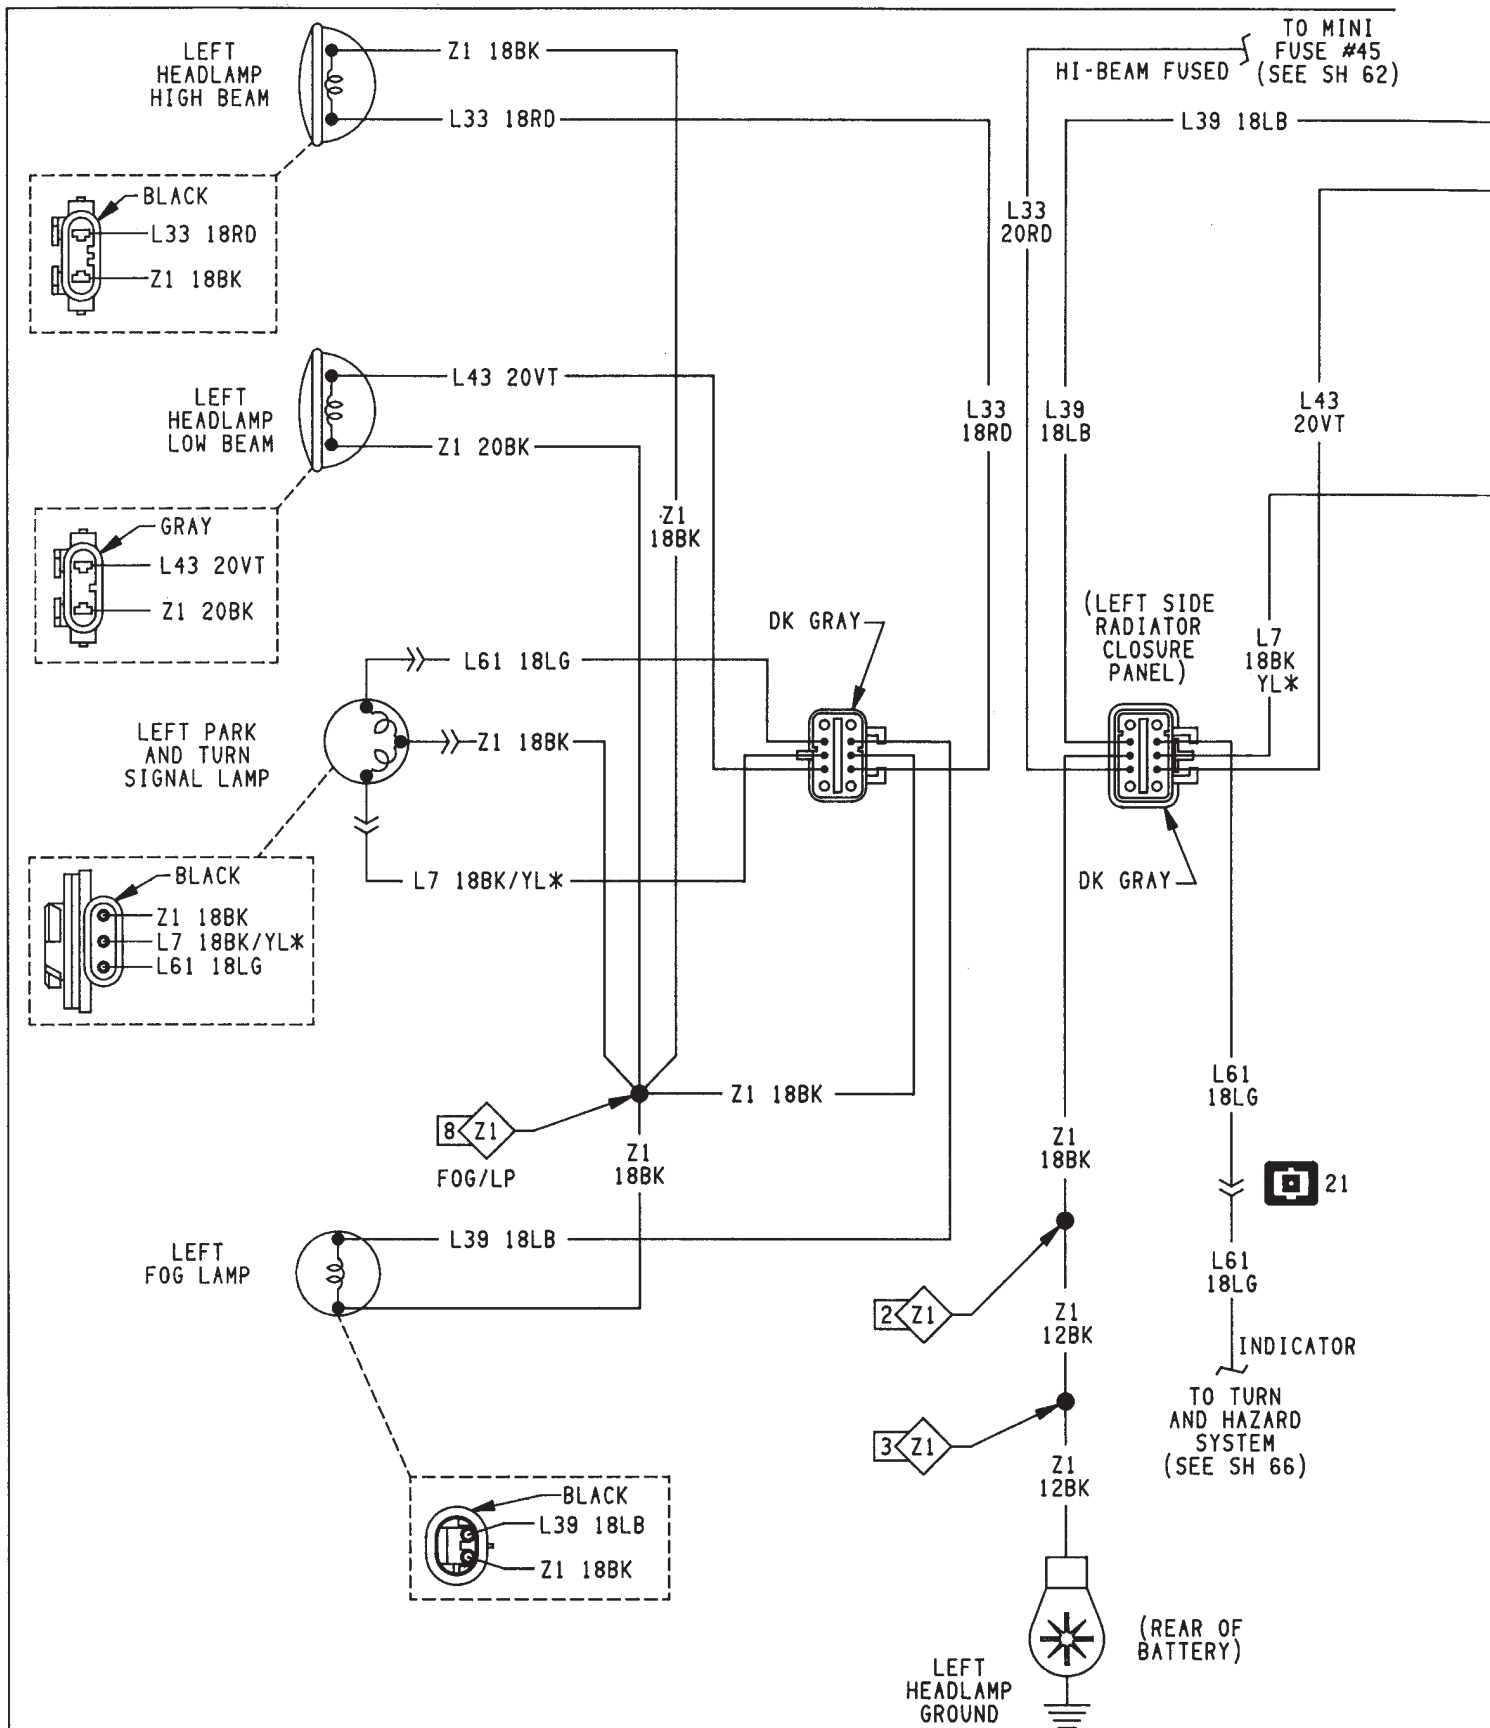 LEFT
HEADLAMP
HIGH BEAM
Z1 18BK
L33 18RD
TO MINI
FUSE #45
(SEE SH 62)
HI-BEAM FUSED
L39 18LB
BLACK
L33 18RD
Z1 18BK
L33
20RD
LEFT
HEADLAMP
LOW BEAM
L43 20VT
Z1 20BK
L33
18RD
L39
18LB
L43
20VT
GRAY
L43 20VT
Z1 20BK
Z1
18BK
DK GRAY
(LEFT SIDE
RADIATOR
CLOSURE
PANEL)
L7
18BK
YL*
L61 18LG
LEFT PARK
AND TURN
SIGNAL LAMP
Z1 18BK
L7 18BK/YL*
DK GRAY
BLACK
Z1 18BK
L7 18BK/YL*
L61 18LG
Z1 18BK
8 Z1
FOG/LP
Z1
18BK
Z1
18BK
L61
18LG
21
LEFT
FOG LAMP
L39 18LB
L61
18LG
2 Z1
Z1
12BK
INDICATOR
TO TURN
AND HAZARD
SYSTEM
(SEE SH 66)
3 Z1
Z1
12BK
BLACK
L39 18LB
Z1 18BK
(REAR OF
BATTERY)
LEFT
HEADLAMP
GROUND